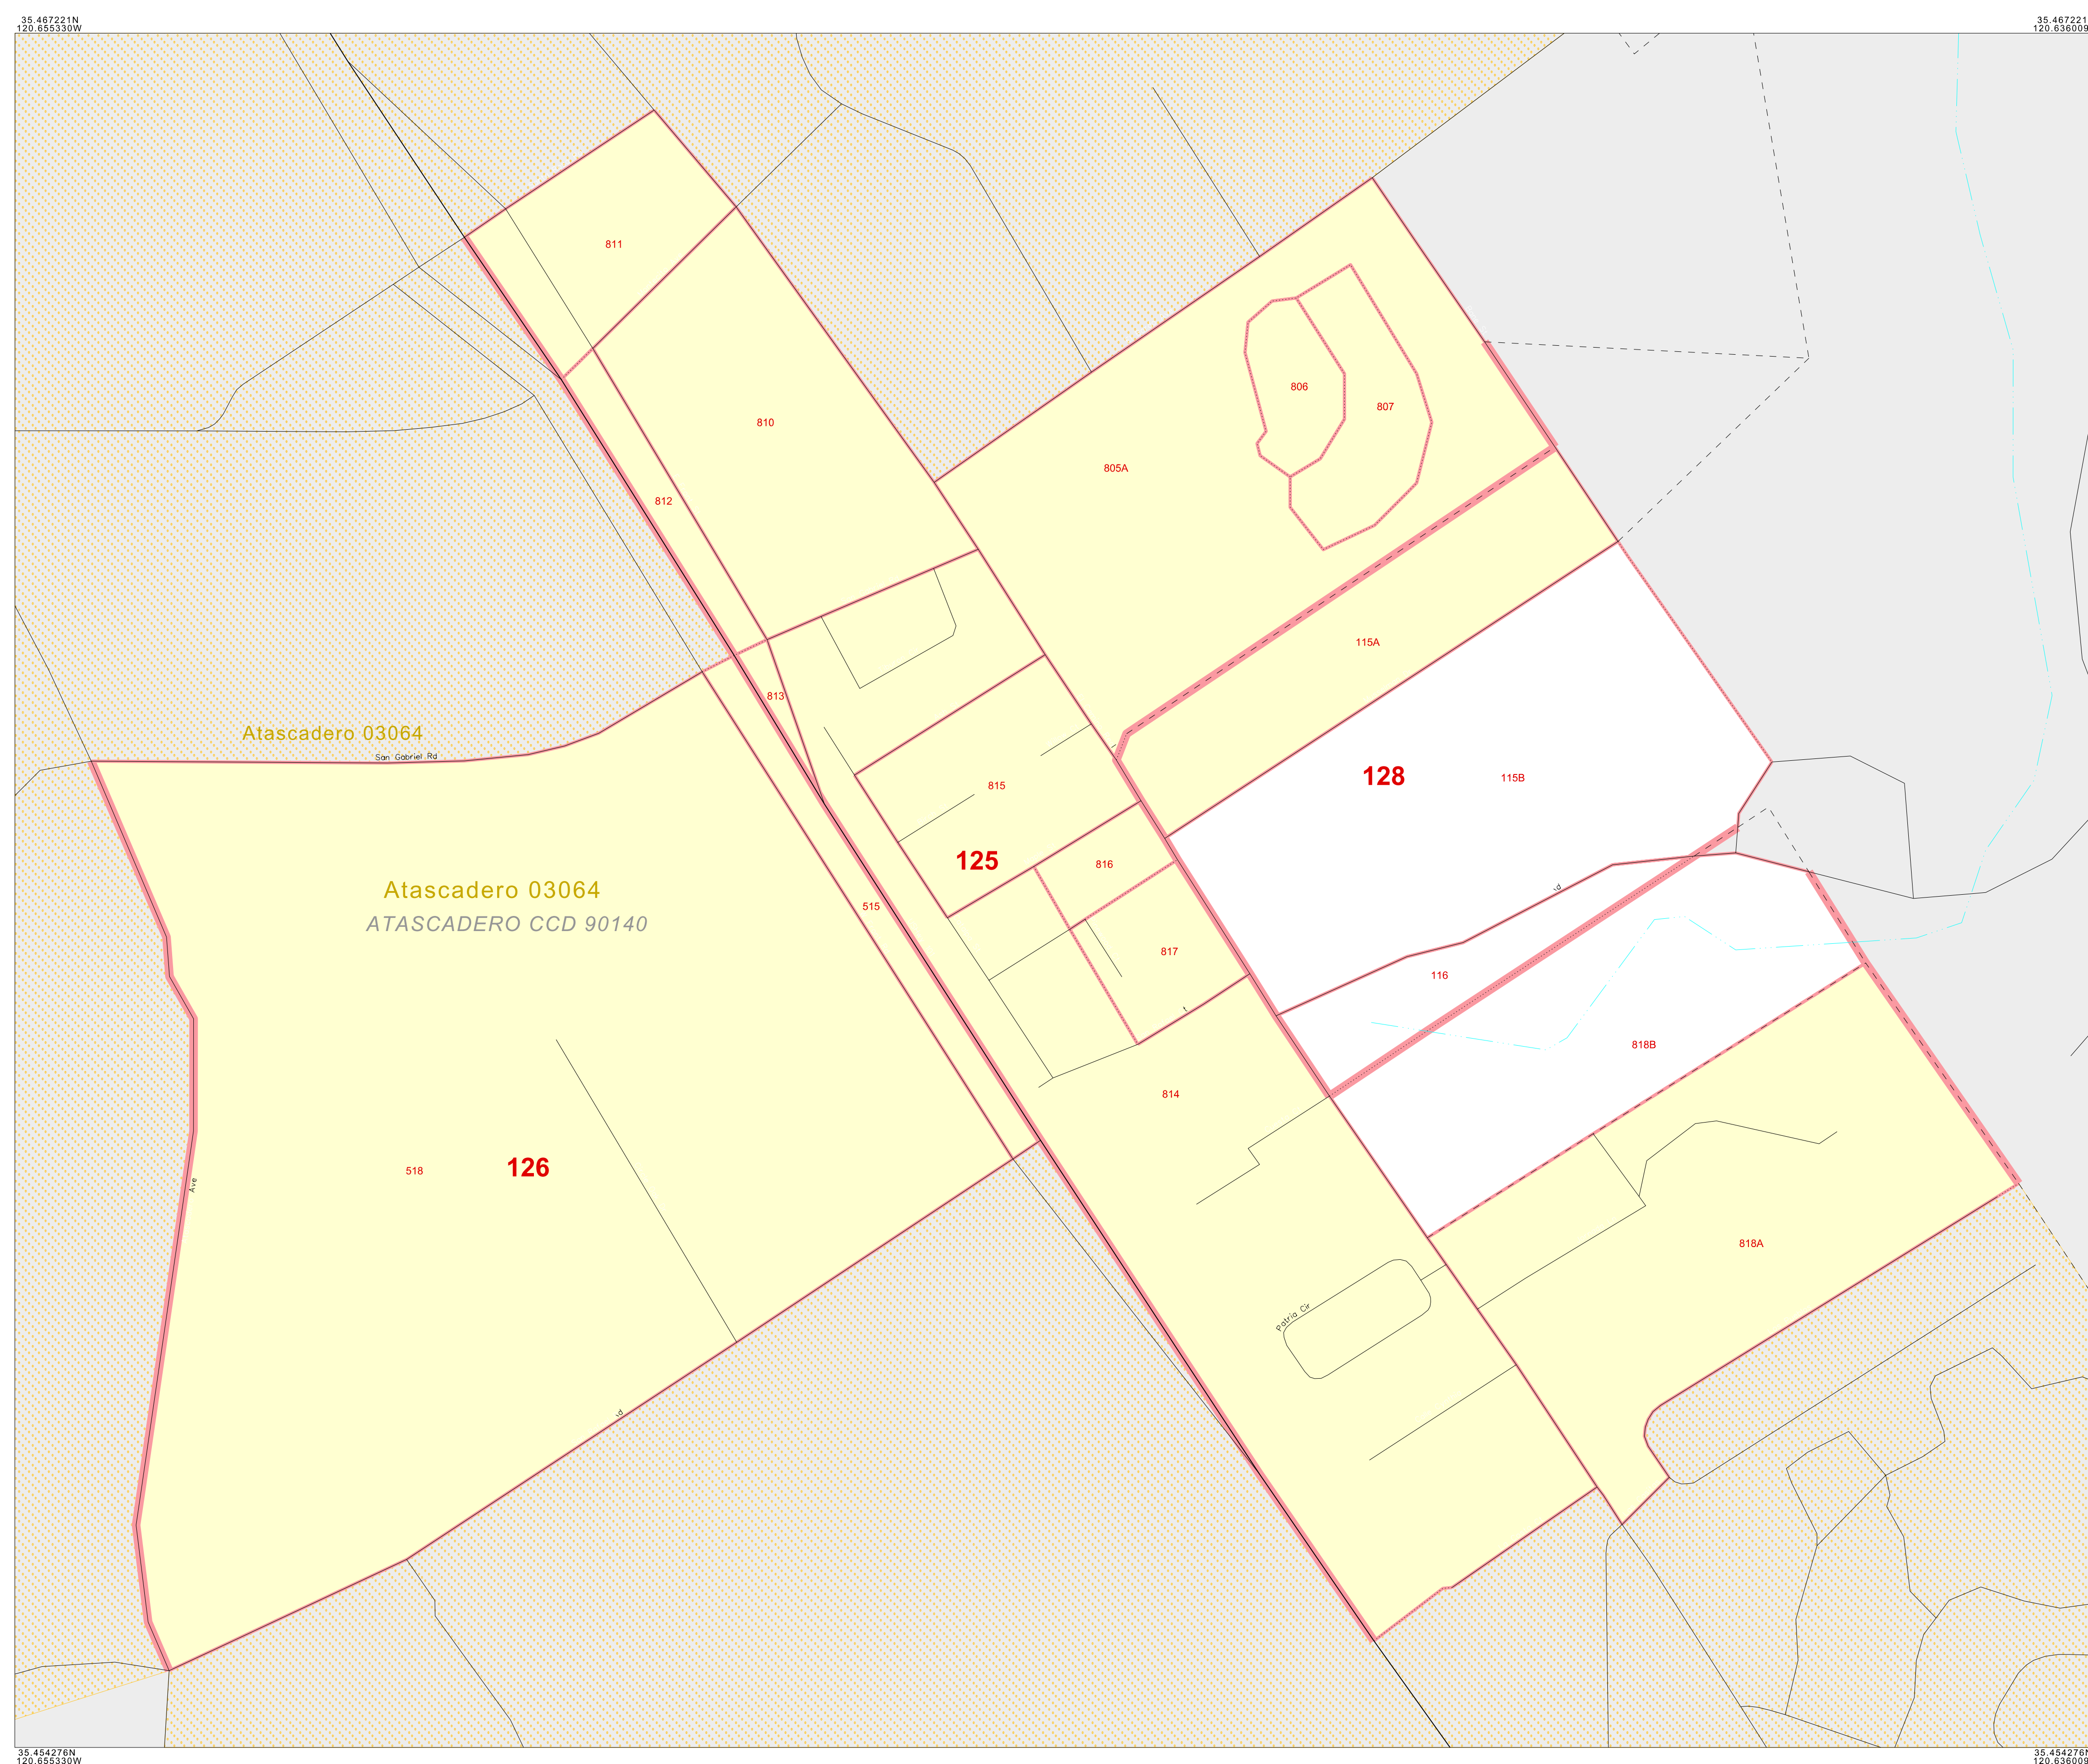 35.467221N
120.655330W
35.467221
120.636009
811
810
806
807
805A
812
115A
813
Atascadero 03064
San Gabriel Rd
128
115B
815
125
816
Atascadero 03064
ATASCADERO CCD 90140
515
817
116
818B
814
126
518
Ave
818A
Patria Cir
35.454276N
120.655330W
35.454276
120.636009